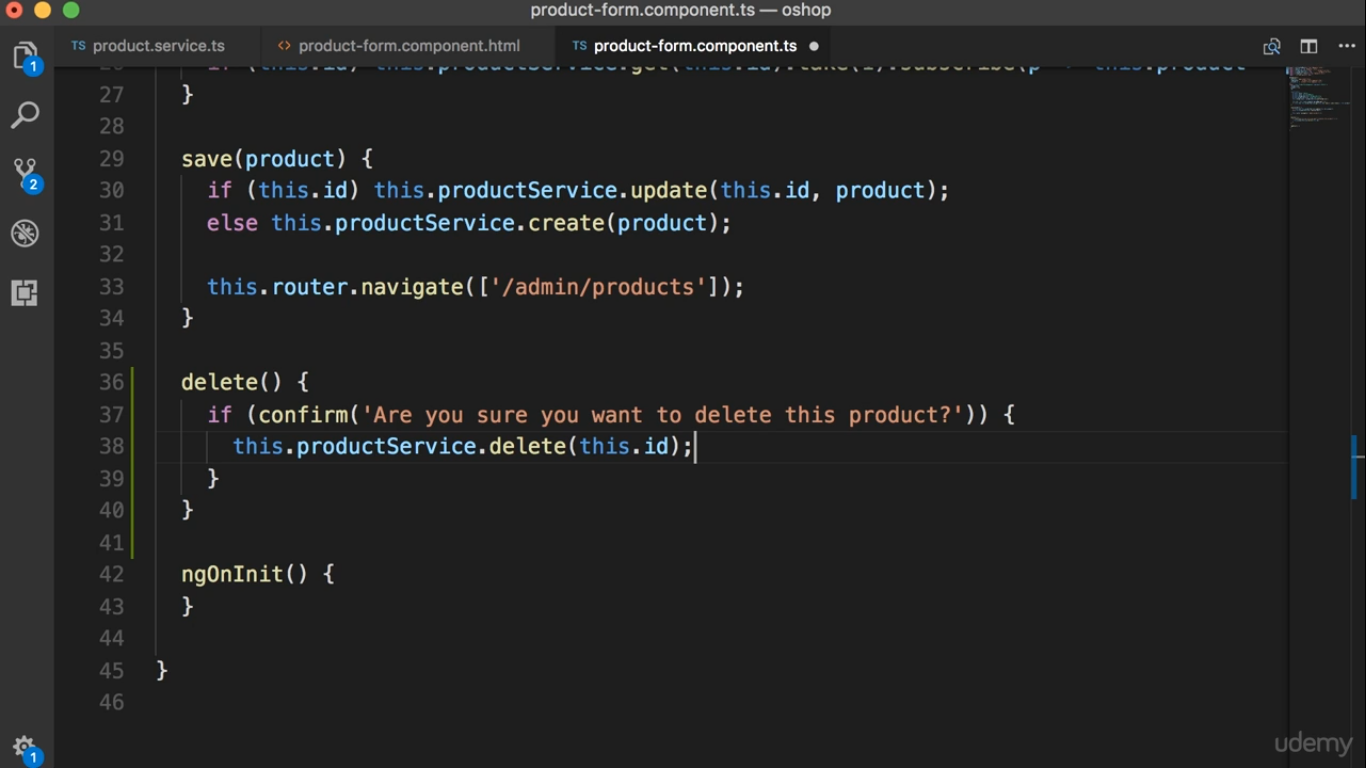 product-form.component.ts — oshop
TS product.service.ts
<> product-form.component.html
TS product-form.component.ts
1
2
1
27 }
28
29 save(product) {
30 if (this.id) this.productService.update(this.id, product);
31 else this.productService.create(product);
32
33 this.router.navigate(['/admin/products']);
34 }
35
36 delete() {
37 if (confirm('Are you sure you want to delete this product?')) {
38 this.productService.delete(this.id);
39 }
40 }
41
42 ngOnInit() {
43 }
44
45 }
46
udemy